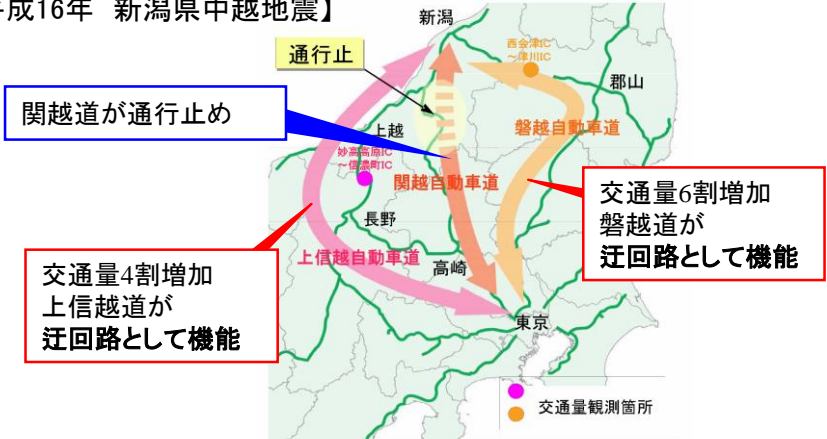 平成16年 新潟県中越地震】
新潟
通行止
西会津IC
～津川IC
郡山
関越道が通行止め
上越
磐越自動車道
妙高高原IC
～信濃町IC
関越自動車道
交通量6割増加
磐越道が
迂回路として機能
長野
上信越自動車道
高崎
交通量4割増加
上信越道が
迂回路として機能
東京
交通量観測箇所